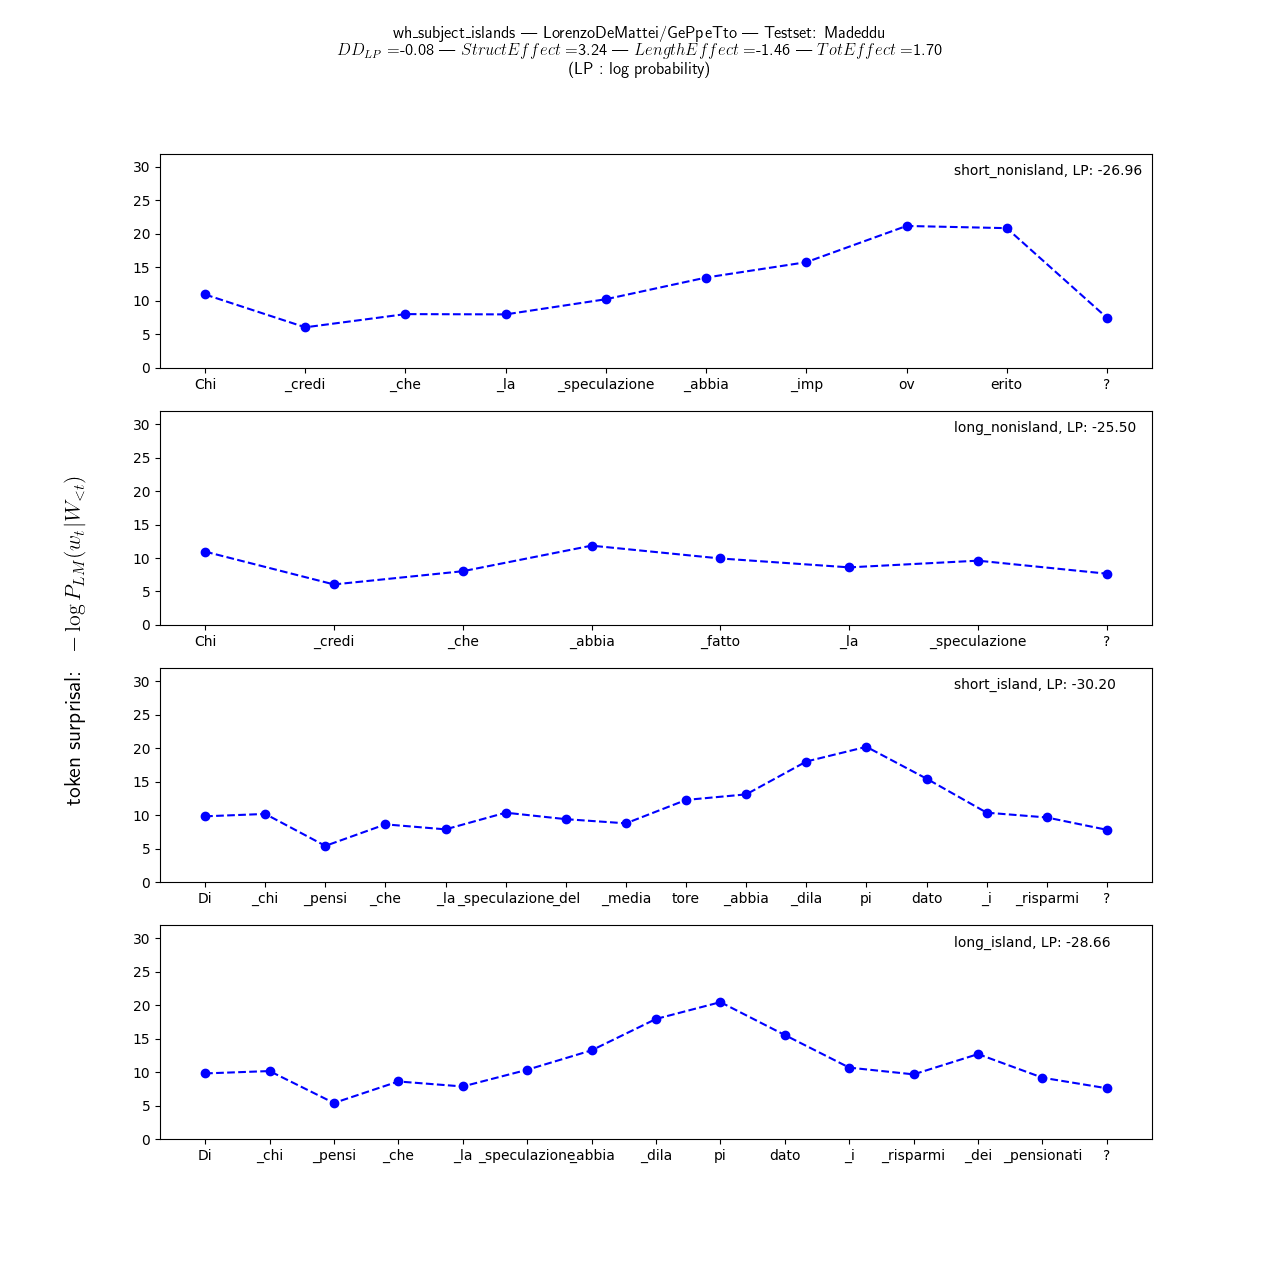 wh_subject_islands — LorenzoDeMattei/GePpeTto — Testset: Madeddu
DD_LP =-0.08 — StructEffect =3.24 — LengthEffect =-1.46 — TotEffect =1.70
(LP : log probability)
token surprisal: − log P_LM(w_t|W_<t)
short_nonisland, LP: -26.96
30
25
20
15
10
5
0
Chi _credi _che _la _speculazione _abbia _imp ov erito ?
long_nonisland, LP: -25.50
30
25
20
15
10
5
0
Chi _credi _che _abbia _fatto _la _speculazione ?
short_island, LP: -30.20
30
25
20
15
10
5
0
Di _chi _pensi _che _la _speculazione _del _media tore _abbia _dila pi dato _i _risparmi ?
long_island, LP: -28.66
30
25
20
15
10
5
0
Di _chi _pensi _che _la _speculazione _abbia _dila pi dato _i _risparmi _dei _pensionati ?